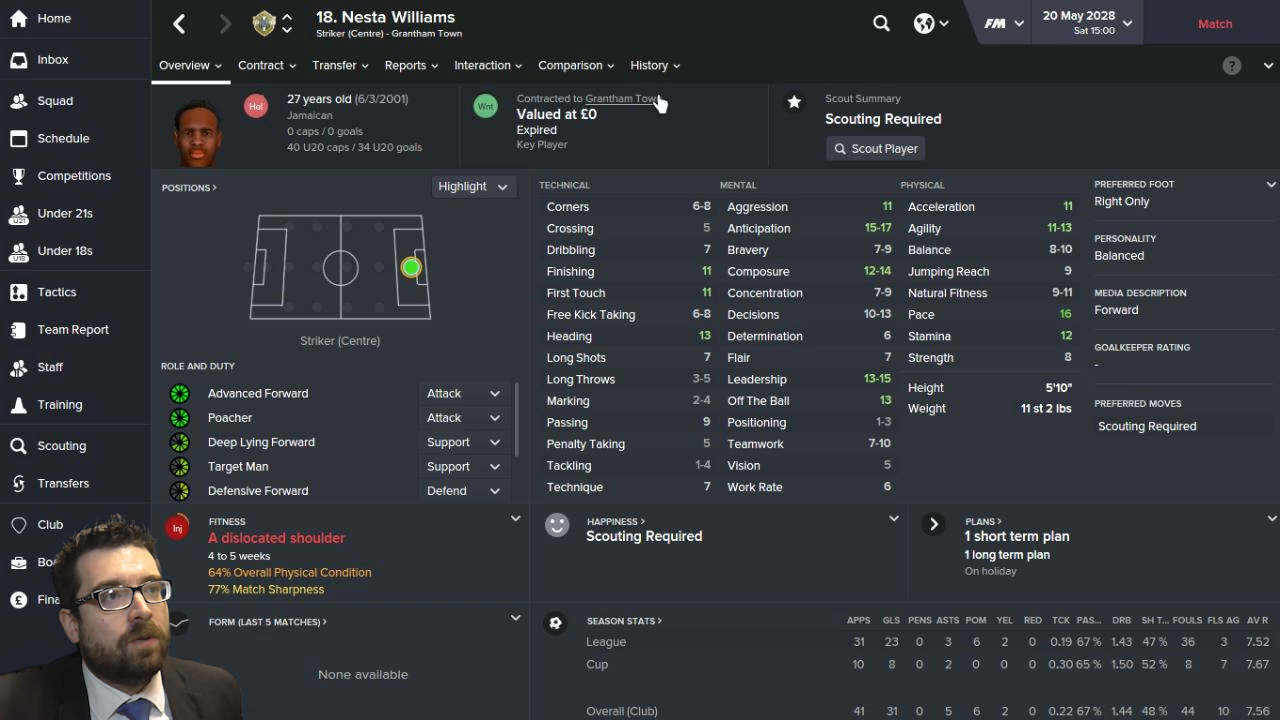 Home
Inbox
Squad
Schedule
Competitions
Under 21s
Under 18s
Tactics
Team Report
Staff
Training
Scouting
Transfers
Club
Fin
18. Nesta Williams
Striker (Centre) - Grantham Town
FM
20 May 2028
Sat 15:00
Match
Overview
Contract
Transfer
Reports
Interaction
Comparison
History
?
Hol
27 years old (6/3/2001)
Jamaican
0 caps / 0 goals
40 U20 caps / 34 U20 goals
Wnt
Contracted to Grantham Tow
Valued at £0
Expired
Key Player
Scout Summary
Scouting Required
Scout Player
POSITIONS >
Highlight
Striker (Centre)
ROLE AND DUTY
Advanced Forward Attack
Poacher Attack
Deep Lying Forward Support
Target Man Support
Defensive Forward Defend
TECHNICAL
Corners 6-8
Crossing 5
Dribbling 7
Finishing 11
First Touch 11
Free Kick Taking 6-8
Heading 13
Long Shots 7
Long Throws 3-5
Marking 2-4
Passing 9
Penalty Taking 5
Tackling 1-4
Technique 7
MENTAL
Aggression 11
Anticipation 15-17
Bravery 7-9
Composure 12-14
Concentration 7-9
Decisions 10-13
Determination 6
Flair 7
Leadership 13-15
Off The Ball 13
Positioning 1-3
Teamwork 7-10
Vision 5
Work Rate 6
PHYSICAL
Acceleration 11
Agility 11-13
Balance 8-10
Jumping Reach 9
Natural Fitness 9-11
Pace 16
Stamina 12
Strength 8
Height 5'10"
Weight 11 st 2 lbs
PREFERRED FOOT
Right Only
PERSONALITY
Balanced
MEDIA DESCRIPTION
Forward
GOALKEEPER RATING
-
PREFERRED MOVES
Scouting Required
Inj
FITNESS
A dislocated shoulder
4 to 5 weeks
64% Overall Physical Condition
77% Match Sharpness
HAPPINESS >
Scouting Required
PLANS >
1 short term plan
1 long term plan
On holiday
FORM (LAST 5 MATCHES) >
None available
SEASON STATS > APPS GLS PENS ASTS POM YEL RED TCK PAS... DRB SH T... FOULS FLS AG AV R
League 31 23 0 3 6 2 0 0.19 67 % 1.43 47 % 36 3 7.52
Cup 10 8 0 2 0 0 0 0.30 65 % 1.50 52 % 8 7 7.67
Overall (Club) 41 31 0 5 6 2 0 0.22 67 % 1.44 48 % 44 10 7.56